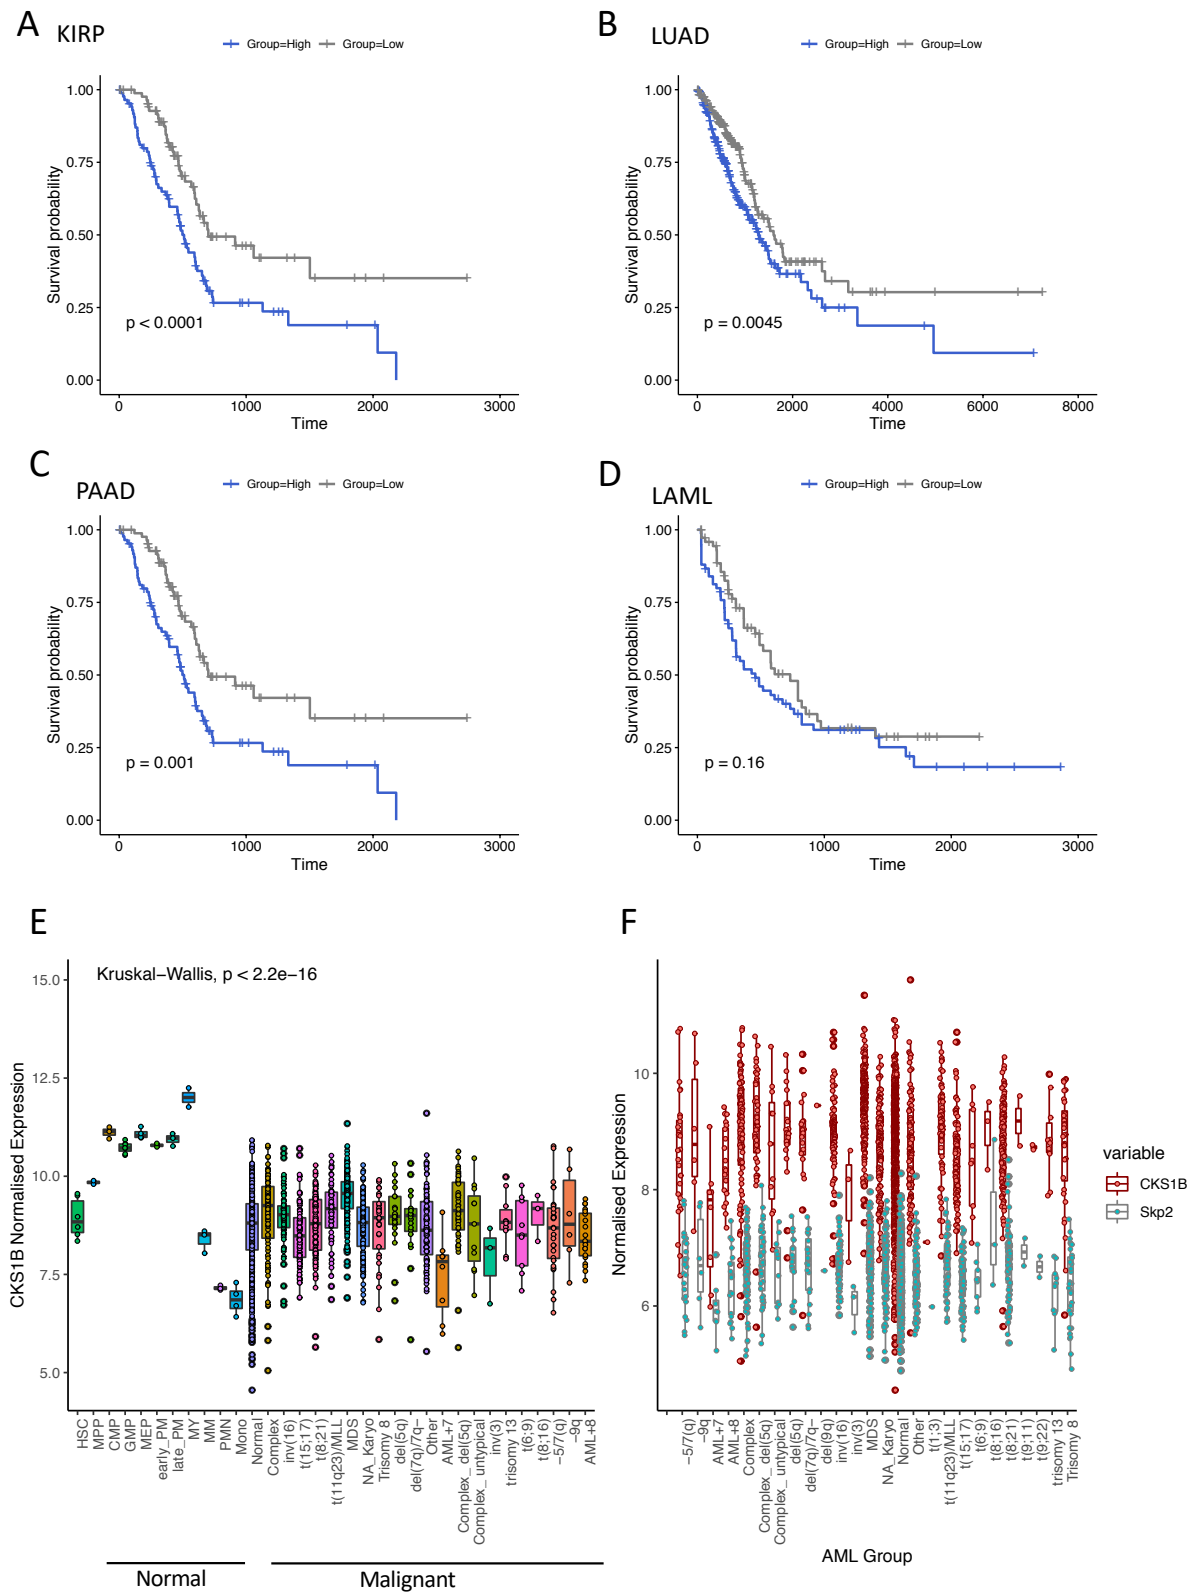 A KIRP
Group=High Group=Low
Survival probability
1.00
0.75
0.50
0.25
0.00
p < 0.0001
0 1000 2000 3000
Time
B LUAD
Group=High Group=Low
Survival probability
1.00
0.75
0.50
0.25
0.00
p = 0.0045
0 2000 4000 6000 8000
Time
C PAAD
Group=High Group=Low
Survival probability
1.00
0.75
0.50
0.25
0.00
p = 0.001
0 1000 2000 3000
Time
D LAML
Group=High Group=Low
Survival probability
1.00
0.75
0.50
0.25
0.00
p = 0.16
0 1000 2000 3000
Time
E
Kruskal-Wallis, p < 2.2e-16
CKS1B Normalised Expression
15.0
12.5
10.0
7.5
5.0
HSC
MPP
CMP
GMP
MEP
early_PM
late_PM
MY
MM
PMN
Mono
Normal
Complex
inv(16)
t(15;17)
t(8;21)
t(11q23)/MLL
MDS
NA_Karyo
Trisomy 8
del(5q)
del(7q)/7q-
Other
AML+7
Complex_ del(5q)
Complex_untypical
inv(3)
trisomy 13
t(6;9)
t(8;16)
-5/7(q)
-9q
AML+8
Normal
Malignant
F
Normalised Expression
10
8
6
-5/7(q)
-9q
AML+7
AML+8
Complex
Complex_ del(5q)
Complex_untypical
del(5q)
del(7q)/7q-
del(9q)
inv(16)
inv(3)
MDS
NA_Karyo
Normal
Other
t(1;3)
t(11q23)/MLL
t(15;17)
t(6;9)
t(8;16)
t(8;21)
t(9;11)
t(9;22)
trisomy 13
Trisomy 8
AML Group
variable
CKS1B
Skp2